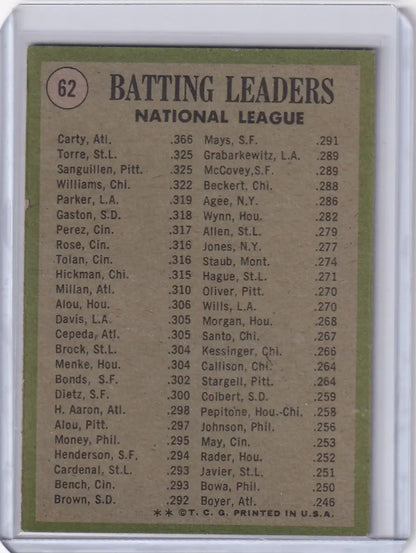 62
BATTING LEADERS
NATIONAL LEAGUE
Carty, Atl. .366
Torre, St.L. .325
Sanguillen, Pitt. .325
Williams, Chi. .322
Parker, L.A. .319
Gaston, S.D. .318
Perez, Cin. .317
Rose, Cin. .316
Tolan, Cin. .316
Hickman, Chi. .315
Millan, Atl. .310
Alou, Hou. .306
Davis, L.A. .305
Cepeda, Atl. .305
Brock, St.L. .304
Menke, Hou. .304
Bonds, S.F. .302
Dietz, S.F. .300
H. Aaron, Atl. .298
Alou, Pitt. .297
Money, Phil. .295
Henderson, S.F. .294
Cardenal, St.L. .293
Bench, Cin. .293
Brown, S.D. .292
Mays, S.F. .291
Grabarkewitz, L.A. .289
McCovey,S.F. .289
Beckert, Chi. .288
Agee, N.Y. .286
Wynn, Hou. .282
Allen, St.L. .279
Jones, N.Y. .277
Staub, Mont. .274
Hague, St.L. .271
Oliver, Pitt. .270
Wills, L.A. .270
Morgan, Hou. .268
Santo, Chi. .267
Kessinger, Chi. .266
Callison, Chi. .264
Stargell, Pitt. .264
Colbert, S.D. .259
Pepitone, Hou.-Chi. .258
Johnson, Phil. .256
May, Cin. .253
Rader, Hou. .252
Javier, St.L. .251
Bowa, Phil. .250
Boyer, Atl. .246
** © T. C. G. PRINTED IN U.S.A.